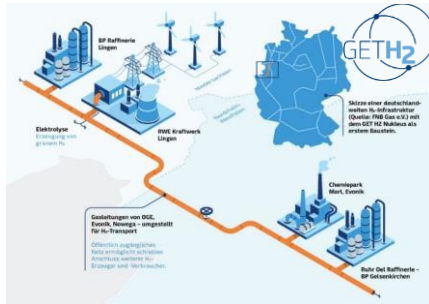 BP Raffinerie
Lingen
GETH2
Niedersachsen
Nordrhein-
Westfalen
Elektrolyse
Erzeugung von
grünem H₂
RWE Kraftwerk
Lingen
Skizze einer deutschland-
weiten H₂-Infrastruktur
(Quelle: FNB Gas e.V.) mit
dem GET H2 Nukleus als
erstem Baustein.
Chemiepark
Marl, Evonik
Gasleitungen von OGE,
Evonik, Nowega – umgestellt
für H₂-Transport
Öffentlich zugängliches
Netz ermöglicht schnellen
Anschluss weiterer H₂-
Erzeuger und -Verbraucher.
Ruhr Oel Raffinerie –
BP Gelsenkirchen